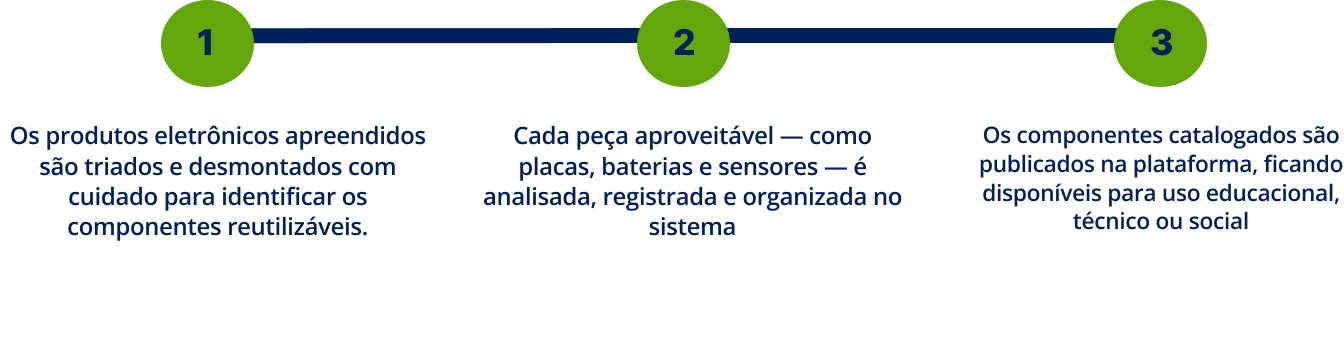 1
2
3
Os produtos eletrônicos apreendidos
são triados e desmontados com
cuidado para identificar os
componentes reutilizáveis.
Cada peça aproveitável — como
placas, baterias e sensores — é
analisada, registrada e organizada no
sistema
Os componentes catalogados são
publicados na plataforma, ficando
disponíveis para uso educacional,
técnico ou social